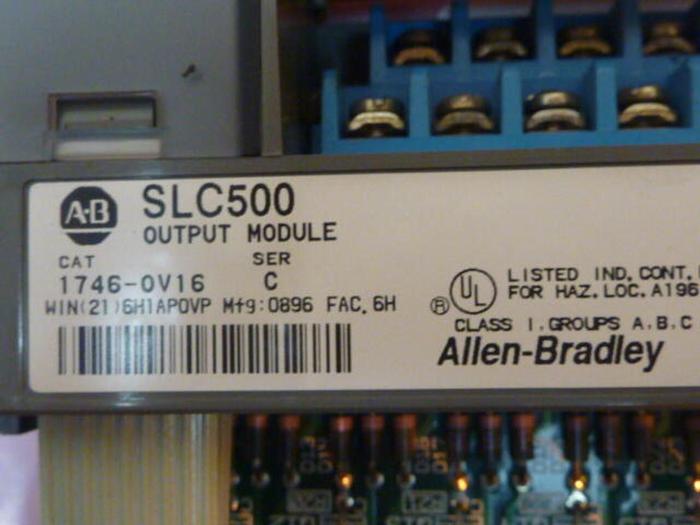 A·B
SLC500
OUTPUT MODULE
CAT SER
1746-OV16 C
WIN(21)6H1APOVP Mfg:0896 FAC. 6H
UL
®
LISTED IND. CONT.
FOR HAZ. LOC. A196
CLASS I. GROUPS A. B. C
Allen-Bradley